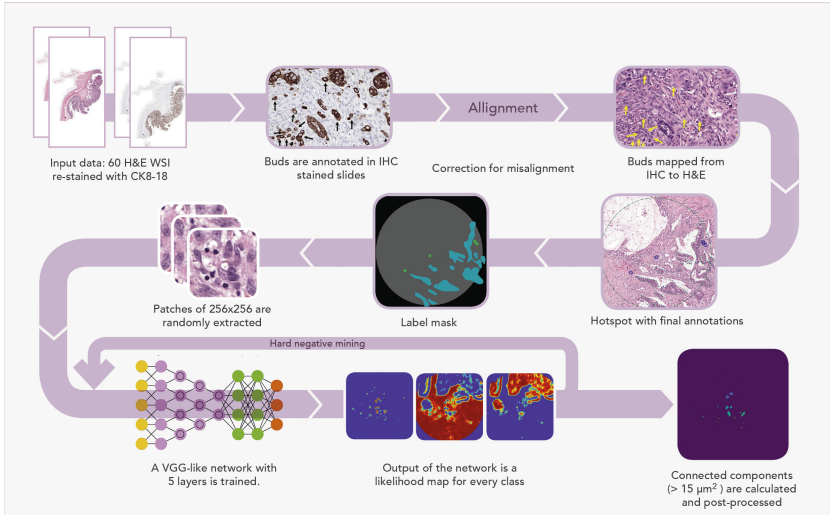 Input data: 60 H&E WSI
re-stained with CK8-18
Buds are annotated in IHC
stained slides
Allignment
Correction for misalignment
Buds mapped from
IHC to H&E
Patches of 256x256 are
randomly extracted
Label mask
Hotspot with final annotations
Hard negative mining
A VGG-like network with
5 layers is trained.
Output of the network is a
likelihood map for every class
Connected components
(> 15 µm² ) are calculated
and post-processed